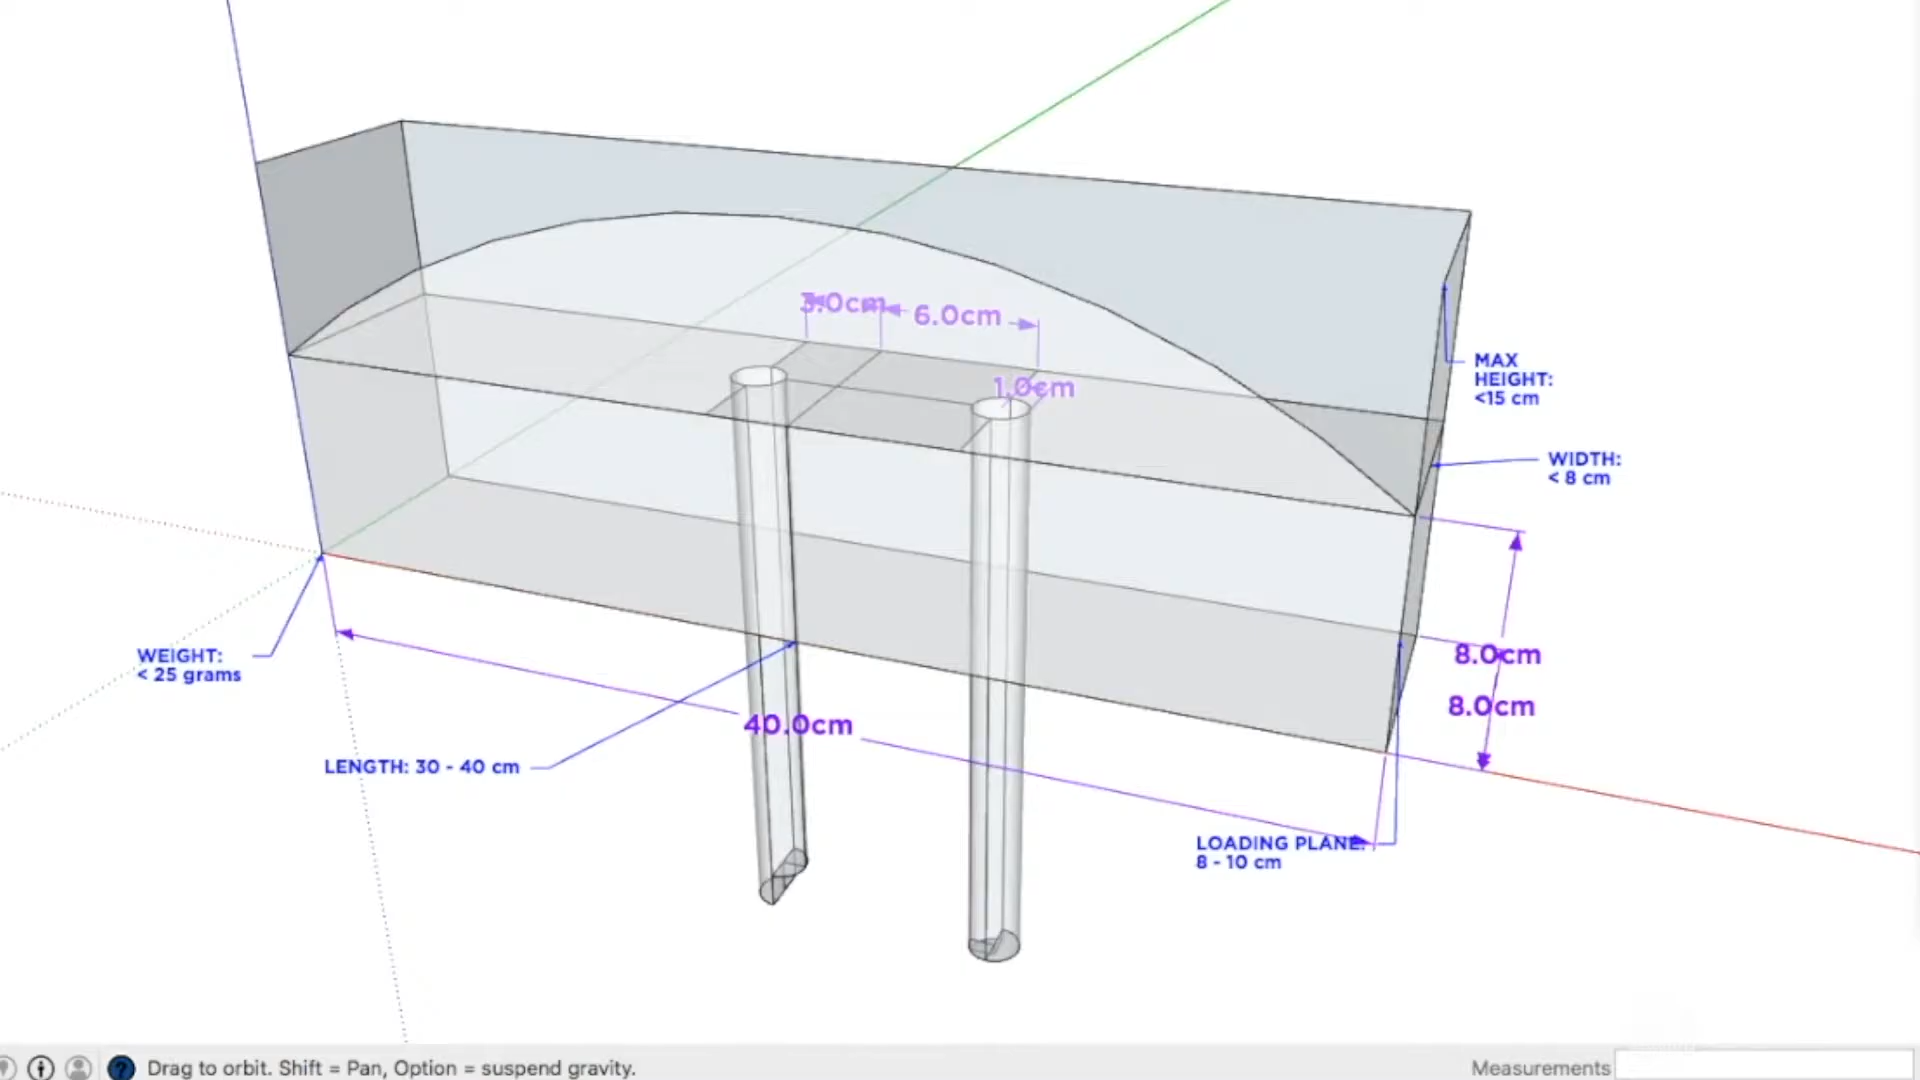 3.0cm
6.0cm
1.0cm
MAX
HEIGHT:
<15 cm
WIDTH:
< 8 cm
WEIGHT:
< 25 grams
8.0cm
8.0cm
40.0cm
LENGTH: 30 - 40 cm
LOADING PLANE:
8 - 10 cm
Drag to orbit. Shift = Pan, Option = suspend gravity.
Measurements